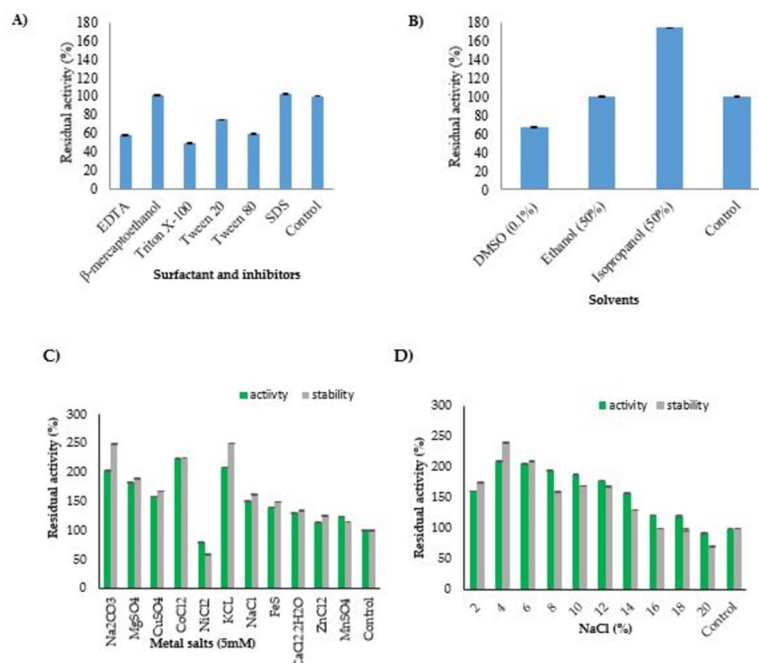 A)
180
160
140
120
100
80
60
40
20
0
Residual activity (%)
EDTA
β-mercaptoethanol
Triton X-100
Tween 20
Tween 80
SDS
Control
Surfactant and inhibitors
B)
180
160
140
120
100
80
60
40
20
0
Residual activity (%)
DMSO (0.1%)
Ethanol (50%)
Isopropanol (50%)
Control
Solvents
C)
actiivty stability
300
250
200
150
100
50
0
Residual activity (%)
Na2CO3
MgSO4
CuSO4
CoCl2
NiCl2
KCL
NaCl
FeS
CaCl2.2H2O
ZnCl2
MnSO4
Control
Metal salts (5mM)
D)
activity stability
300
250
200
150
100
50
0
Residual activity (%)
2
4
6
8
10
12
14
16
18
20
Control
NaCl (%)